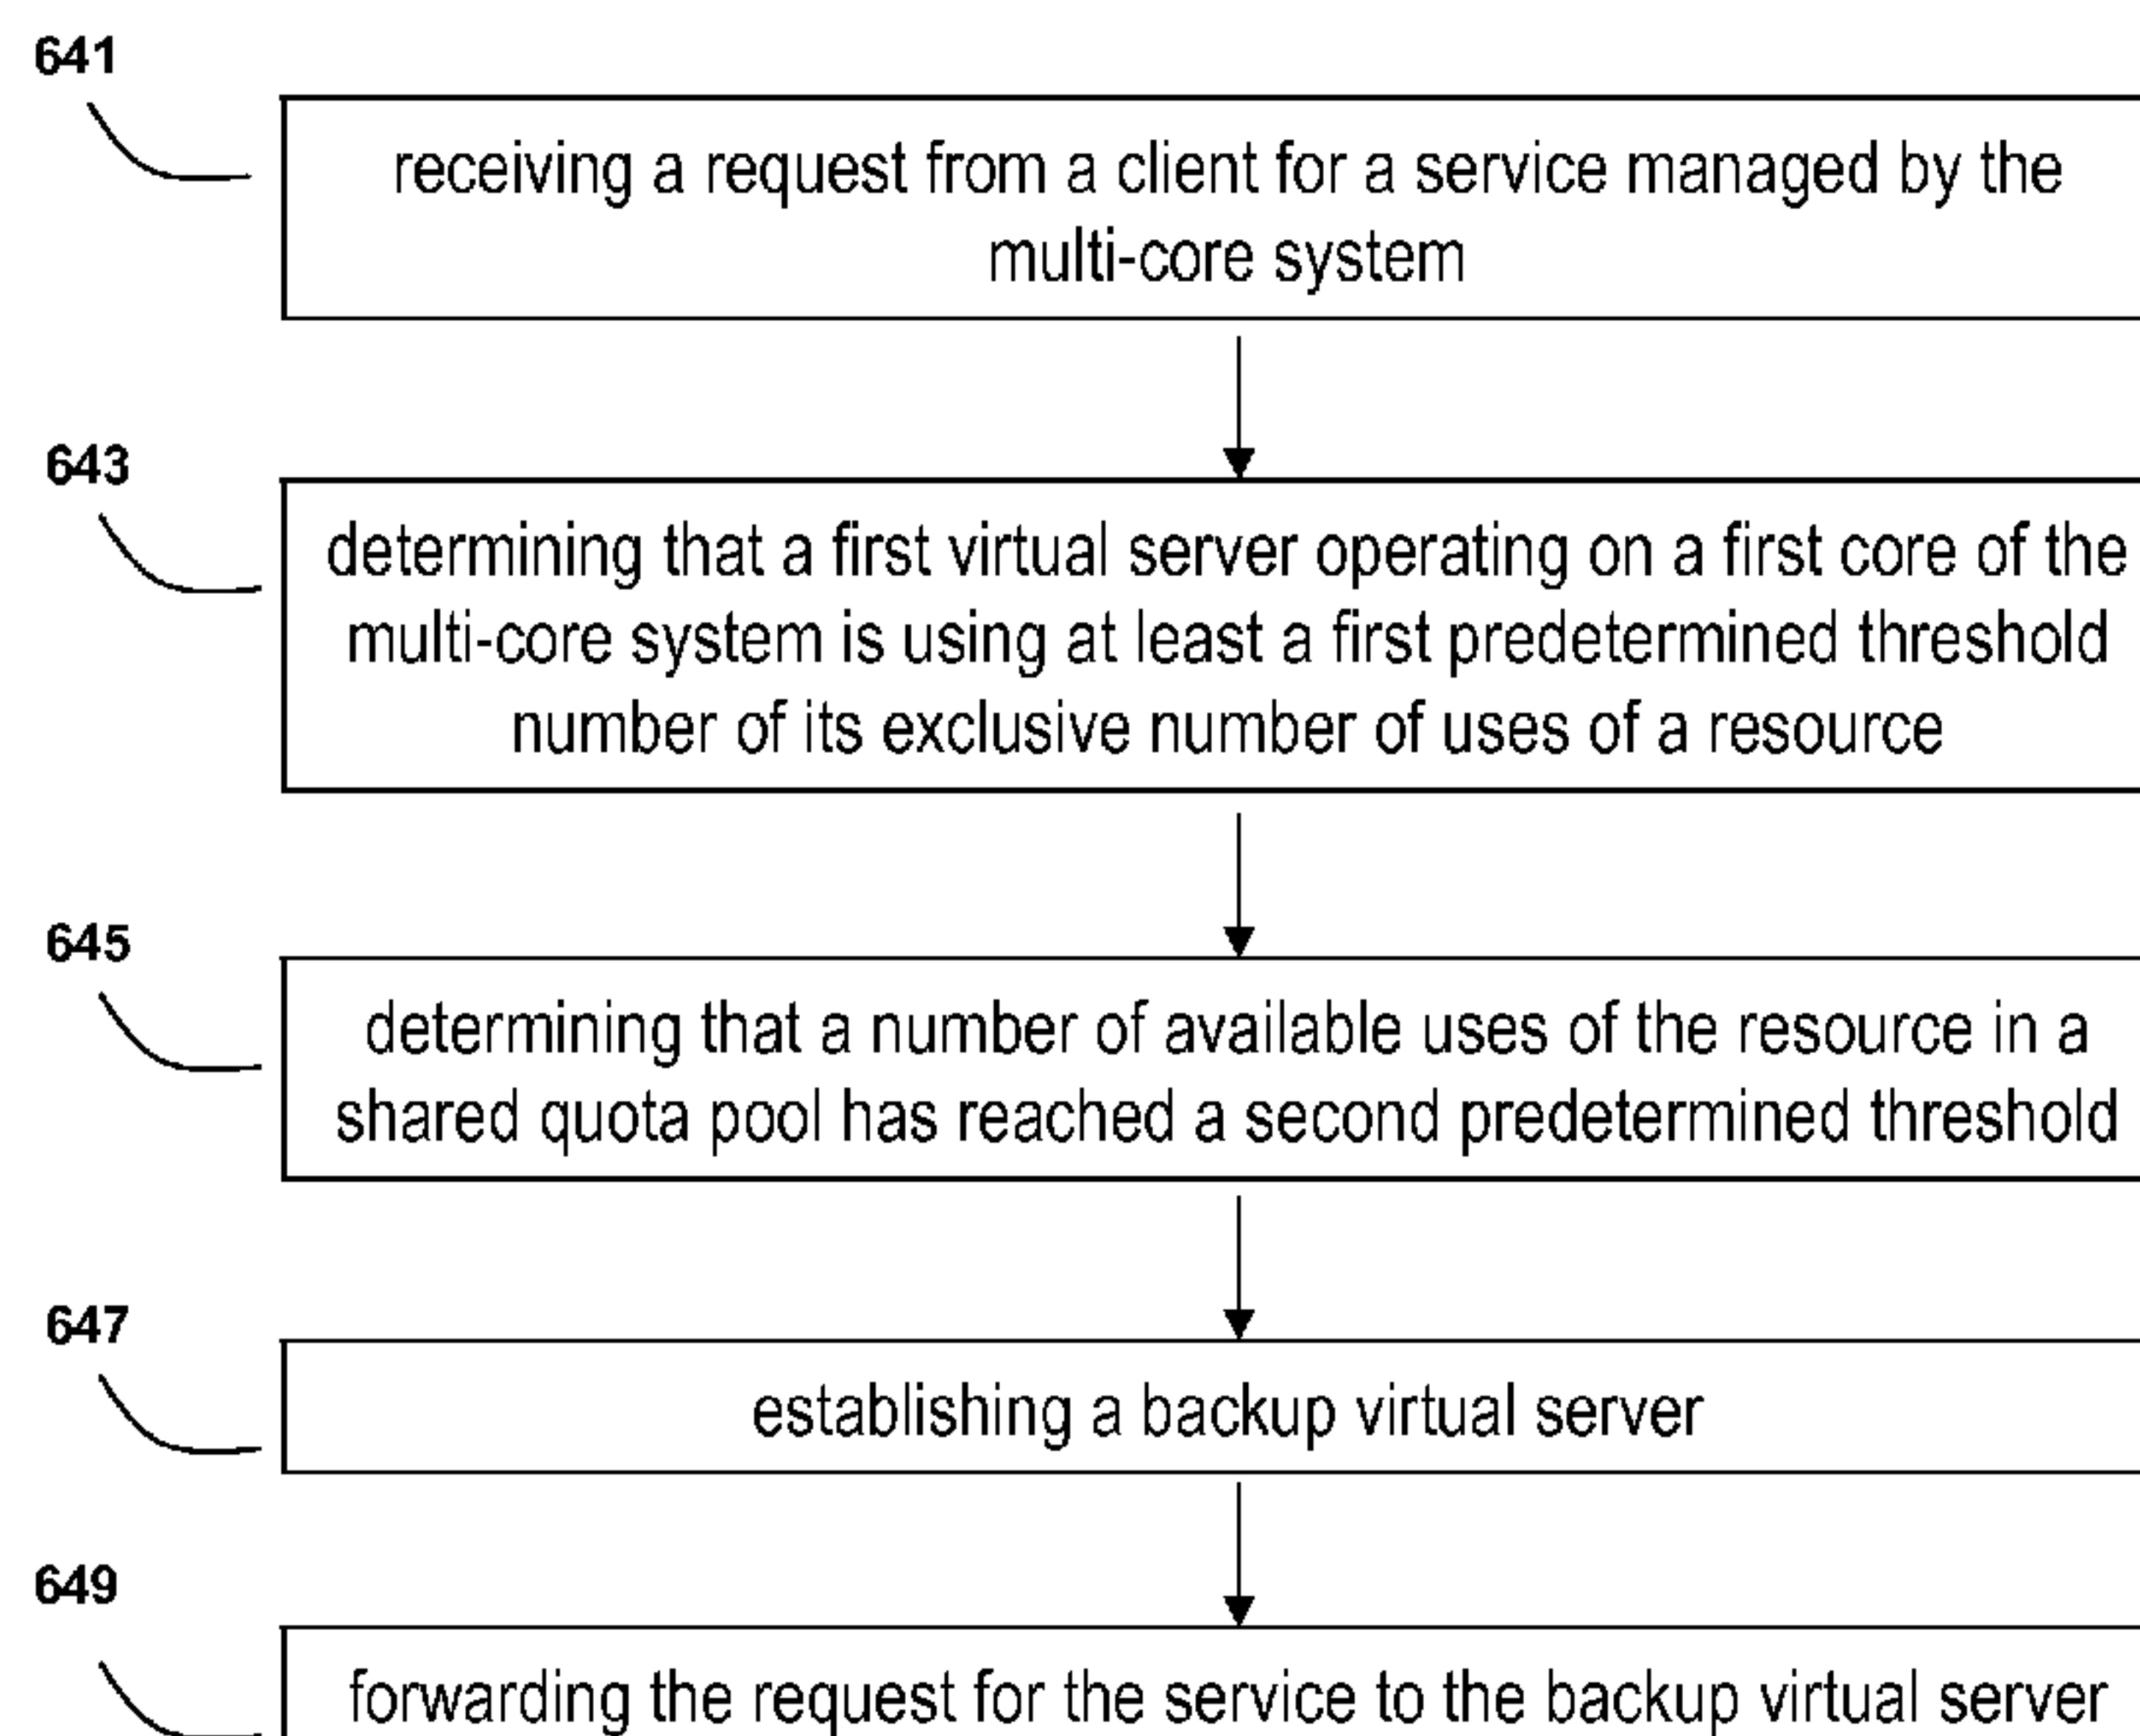 641
receiving a request from a client for a service managed by the
multi-core system
643
determining that a first virtual server operating on a first core of the
multi-core system is using at least a first predetermined threshold
number of its exclusive number of uses of a resource
645
determining that a number of available uses of the resource in a
shared quota pool has reached a second predetermined threshold
647
establishing a backup virtual server
649
forwarding the request for the service to the backup virtual server